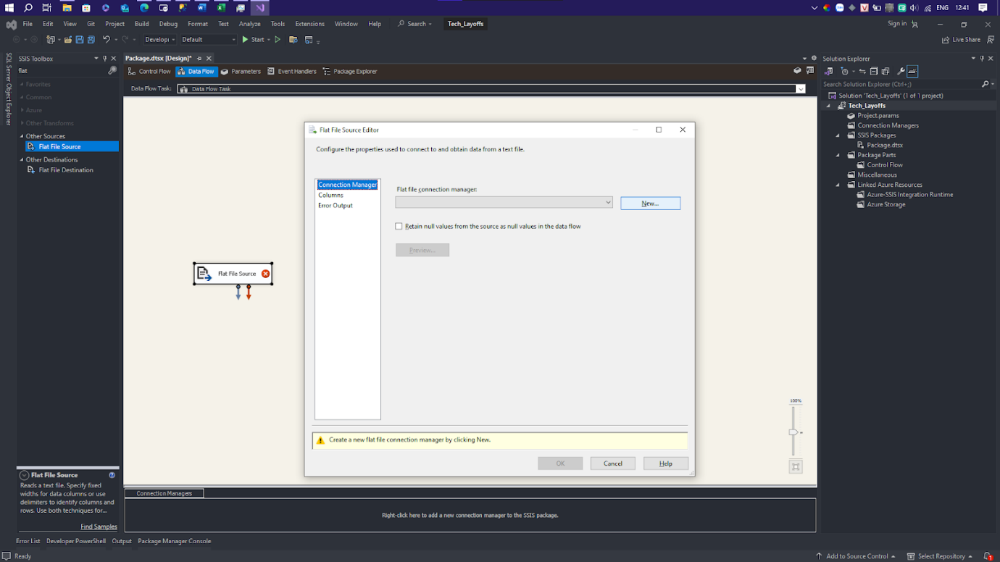 ENG 12:41
File Edit View Git Project Build Debug Format Test Analyze Tools Extensions Window Help Search Tech_Layoffs Sign in
Developi Default Start Live Share
SQL Server Object Explorer
SSIS Toolbox
flat
Favorites
Common
Azure
Other Transforms
Other Sources
Flat File Source
Other Destinations
Flat File Destination
Package.dtsx [Design]*
Control Flow Data Flow Parameters Event Handlers Package Explorer
Data Flow Task: Data Flow Task
Flat File Source
Flat File Source Editor
Configure the properties used to connect to and obtain data from a text file.
Connection Manager
Columns
Error Output
Flat file connection manager:
New...
Retain null values from the source as null values in the data flow
Preview...
Create a new flat file connection manager by clicking New.
OK Cancel Help
100%
Solution Explorer
Search Solution Explorer (Ctrl+;)
Solution 'Tech_Layoffs' (1 of 1 project)
Tech_Layoffs
Project.params
Connection Managers
SSIS Packages
Package.dtsx
Package Parts
Control Flow
Miscellaneous
Linked Azure Resources
Azure-SSIS Integration Runtime
Azure Storage
Flat File Source
Reads a text file. Specify fixed
widths for data columns or use
delimiters to identify columns and
rows. Use both techniques for...
Find Samples
Connection Managers
Right-click here to add a new connection manager to the SSIS package.
Error List Developer PowerShell Output Package Manager Console
Ready Add to Source Control Select Repository 1